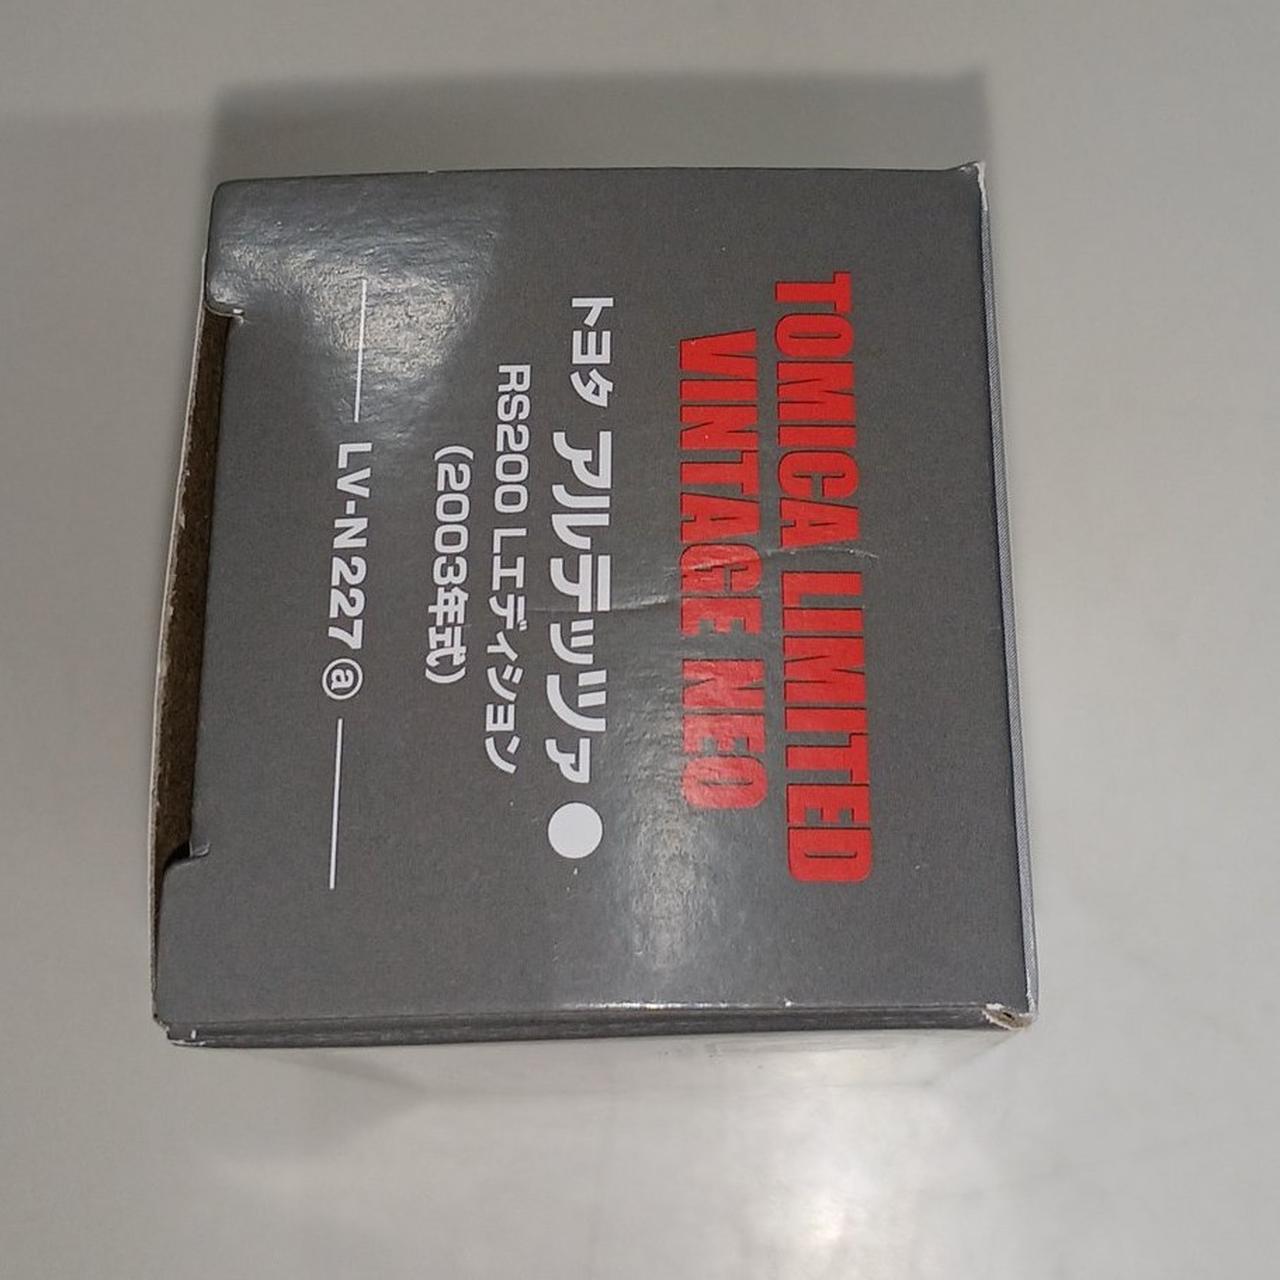 TOMICA LIMITED
VINTAGE NEO
トヨタ アルテッツァ
RS200 Lエディション
(2003年式)
LV-N227ⓐ